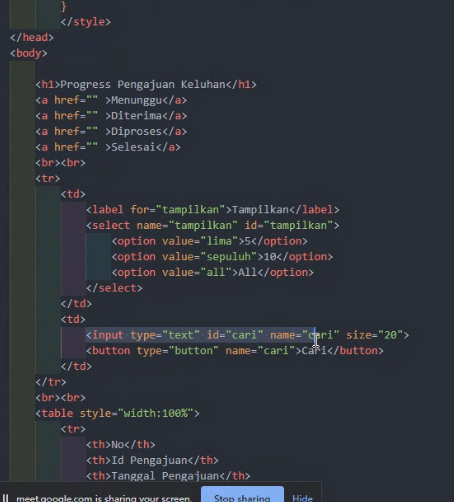 }
</style>
</head>
<body>
<h1>Progress Pengajuan Keluhan</h1>
<a href="" >Menunggu</a>
<a href="" >Diterima</a>
<a href="" >Diproses</a>
<a href="" >Selesai</a>
<br><br>
<tr>
<td>
<label for="tampilkan">Tampilkan</label>
<select name="tampilkan" id="tampilkan">
<option value="lima">5</option>
<option value="sepuluh">10</option>
<option value="all">All</option>
</select>
</td>
<td>
<input type="text" id="cari" name="cari" size="20">
<button type="button" name="cari">Cari</button>
</td>
</tr>
<br><br>
<table style="width:100%">
<tr>
<th>No</th>
<th>Id Pengajuan</th>
<th>Tanggal Pengajuan</th>
meet.google.com is sharing your screen. Stop sharing Hide